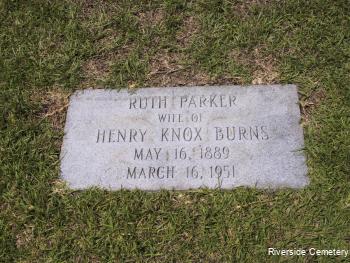 RUTH PARKER
WIFE OF
HENRY KNOX BURNS
MAY 16, 1889
MARCH 16, 1951
Riverside Cemetery